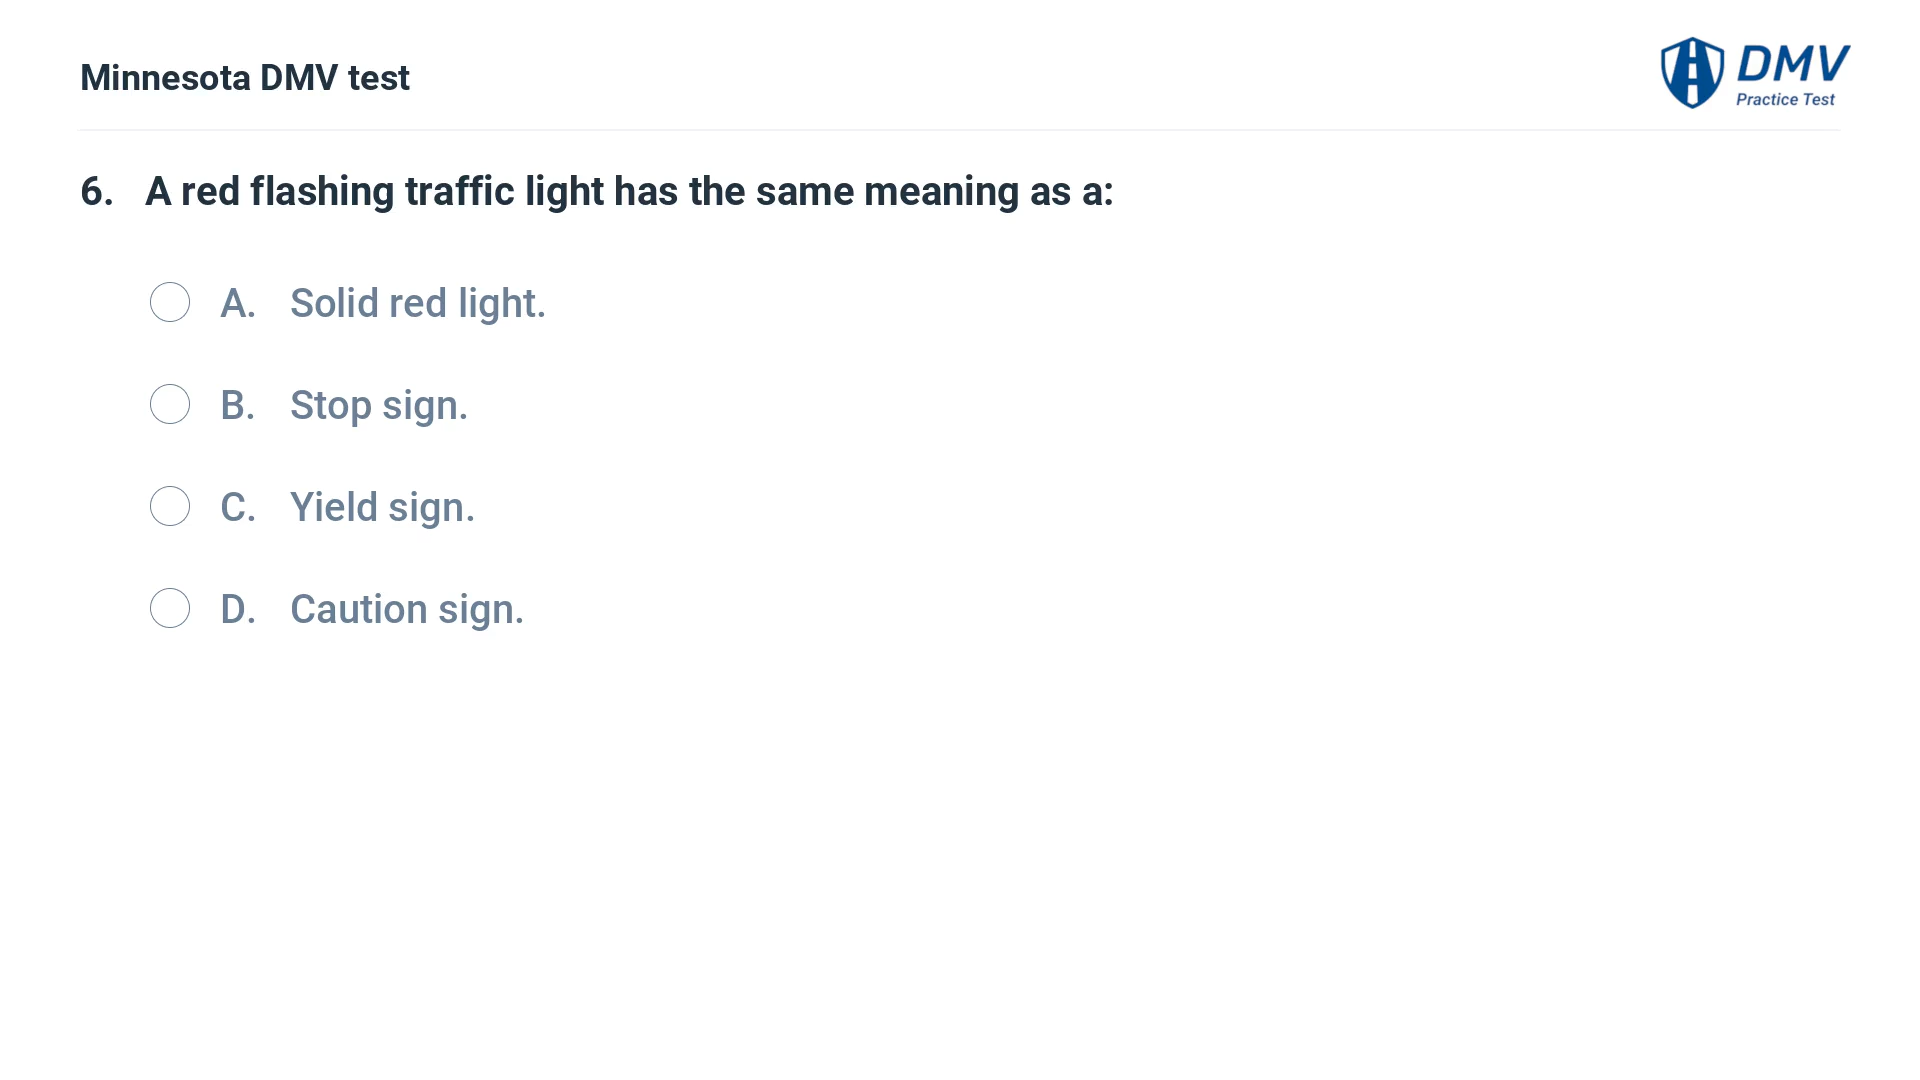 Minnesota DMV test
DMV
Practice Test
6. A red flashing traffic light has the same meaning as a:
A. Solid red light.
B. Stop sign.
C. Yield sign.
D. Caution sign.